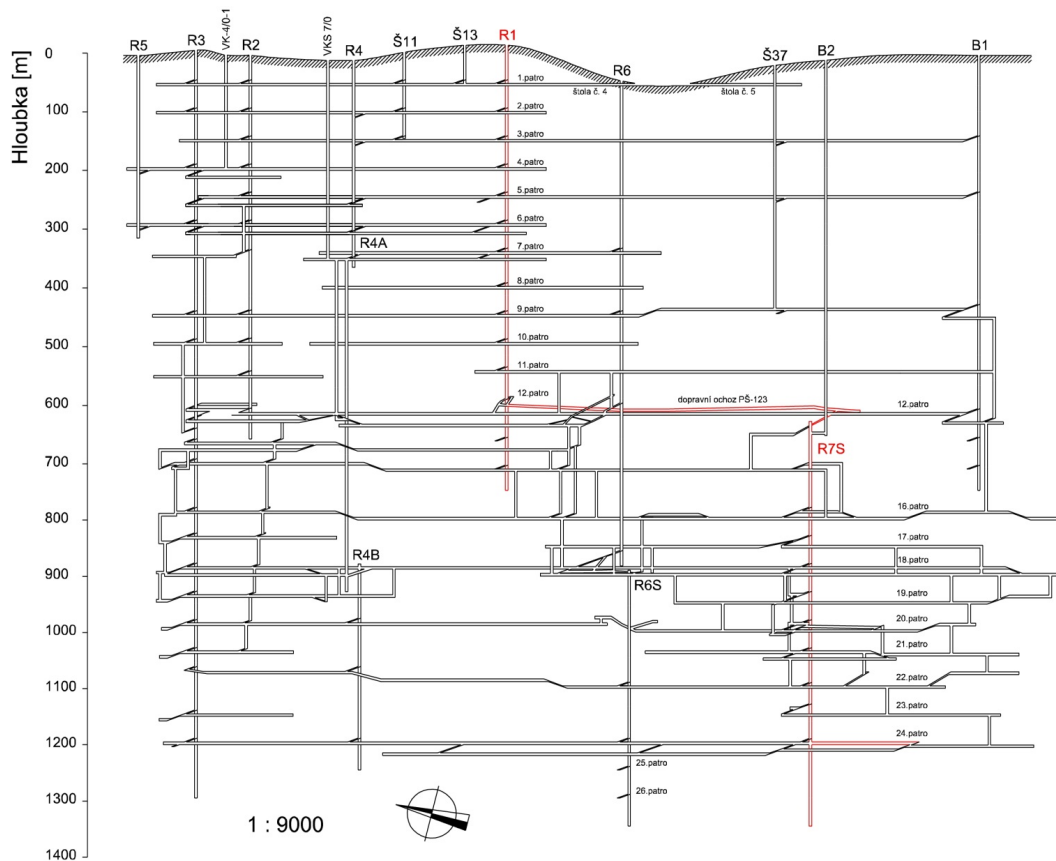 R5
R3
VK-4/0-1
R2
VKS 7/0
R4
Š11
Š13
R1
R6
Š37
B2
B1
Hloubka [m]
0
100
200
300
400
500
600
700
800
900
1000
1100
1200
1300
1400
1.patro
štola č. 4
štola č. 5
2.patro
3.patro
4.patro
5.patro
6.patro
R4A
7.patro
8.patro
9.patro
10.patro
11.patro
12.patro
dopravní ochoz PŠ-123
12.patro
R7S
16.patro
17.patro
R4B
18.patro
R6S
19.patro
20.patro
21.patro
22.patro
23.patro
24.patro
25.patro
26.patro
1 : 9000